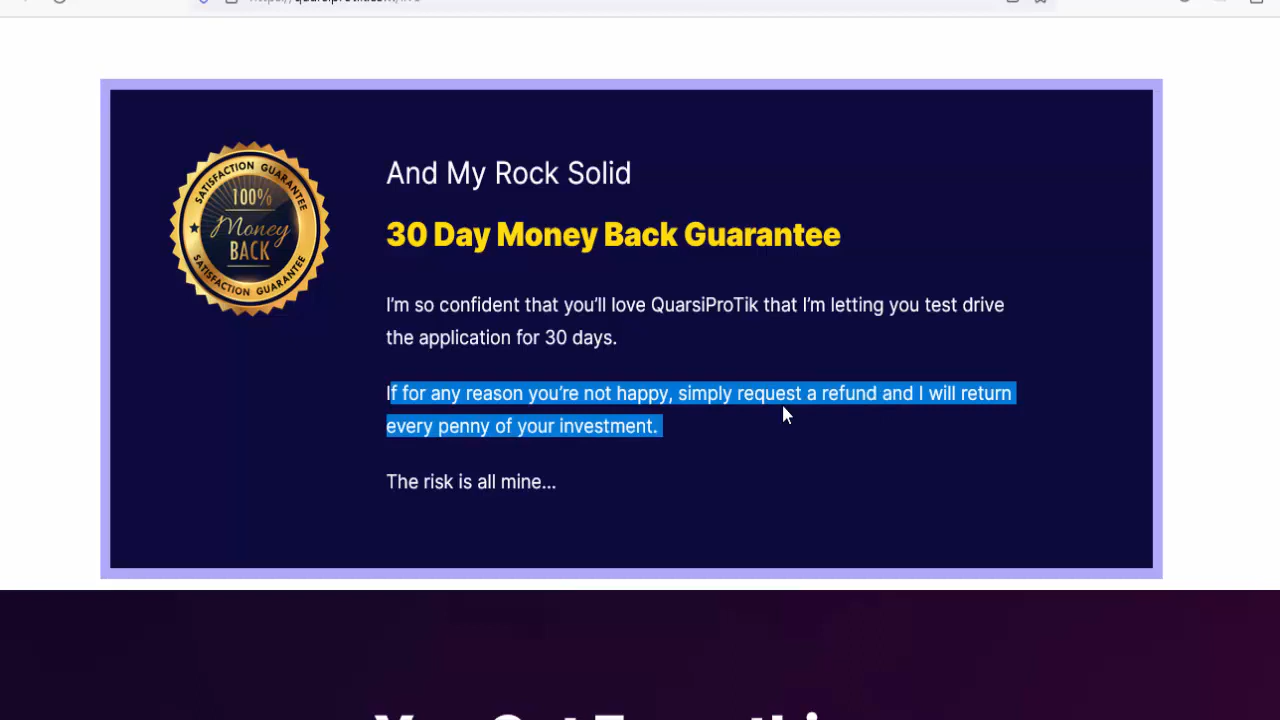 SATISFACTION GUARANTEE
100%
Money
BACK
SATISFACTION GUARANTEE
And My Rock Solid
30 Day Money Back Guarantee
I'm so confident that you'll love QuarsiProTik that I'm letting you test drive
the application for 30 days.
If for any reason you're not happy, simply request a refund and I will return
every penny of your investment.
The risk is all mine...